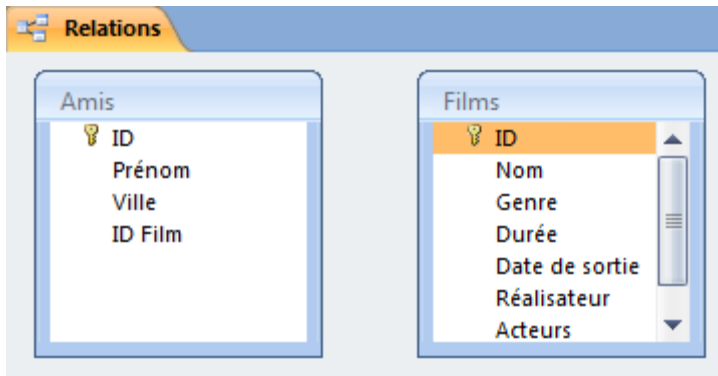 Relations
Amis
ID
Prénom
Ville
ID Film
Films
ID
Nom
Genre
Durée
Date de sortie
Réalisateur
Acteurs